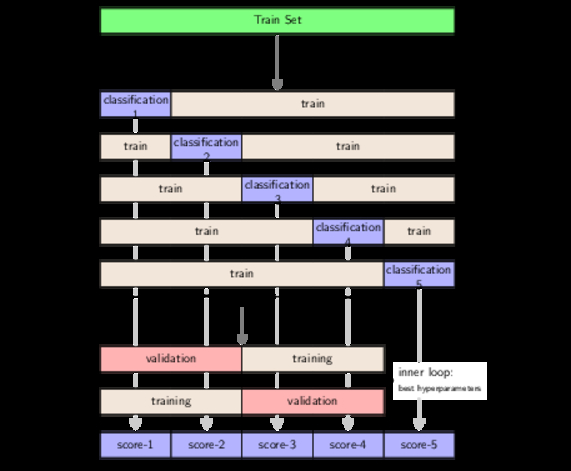 Train Set
classification
1
train
train
classification
2
train
train
classification
3
train
train
classification
4
train
train
classification
5
validation
training
inner loop:
best hyperparameters
training
validation
score-1
score-2
score-3
score-4
score-5